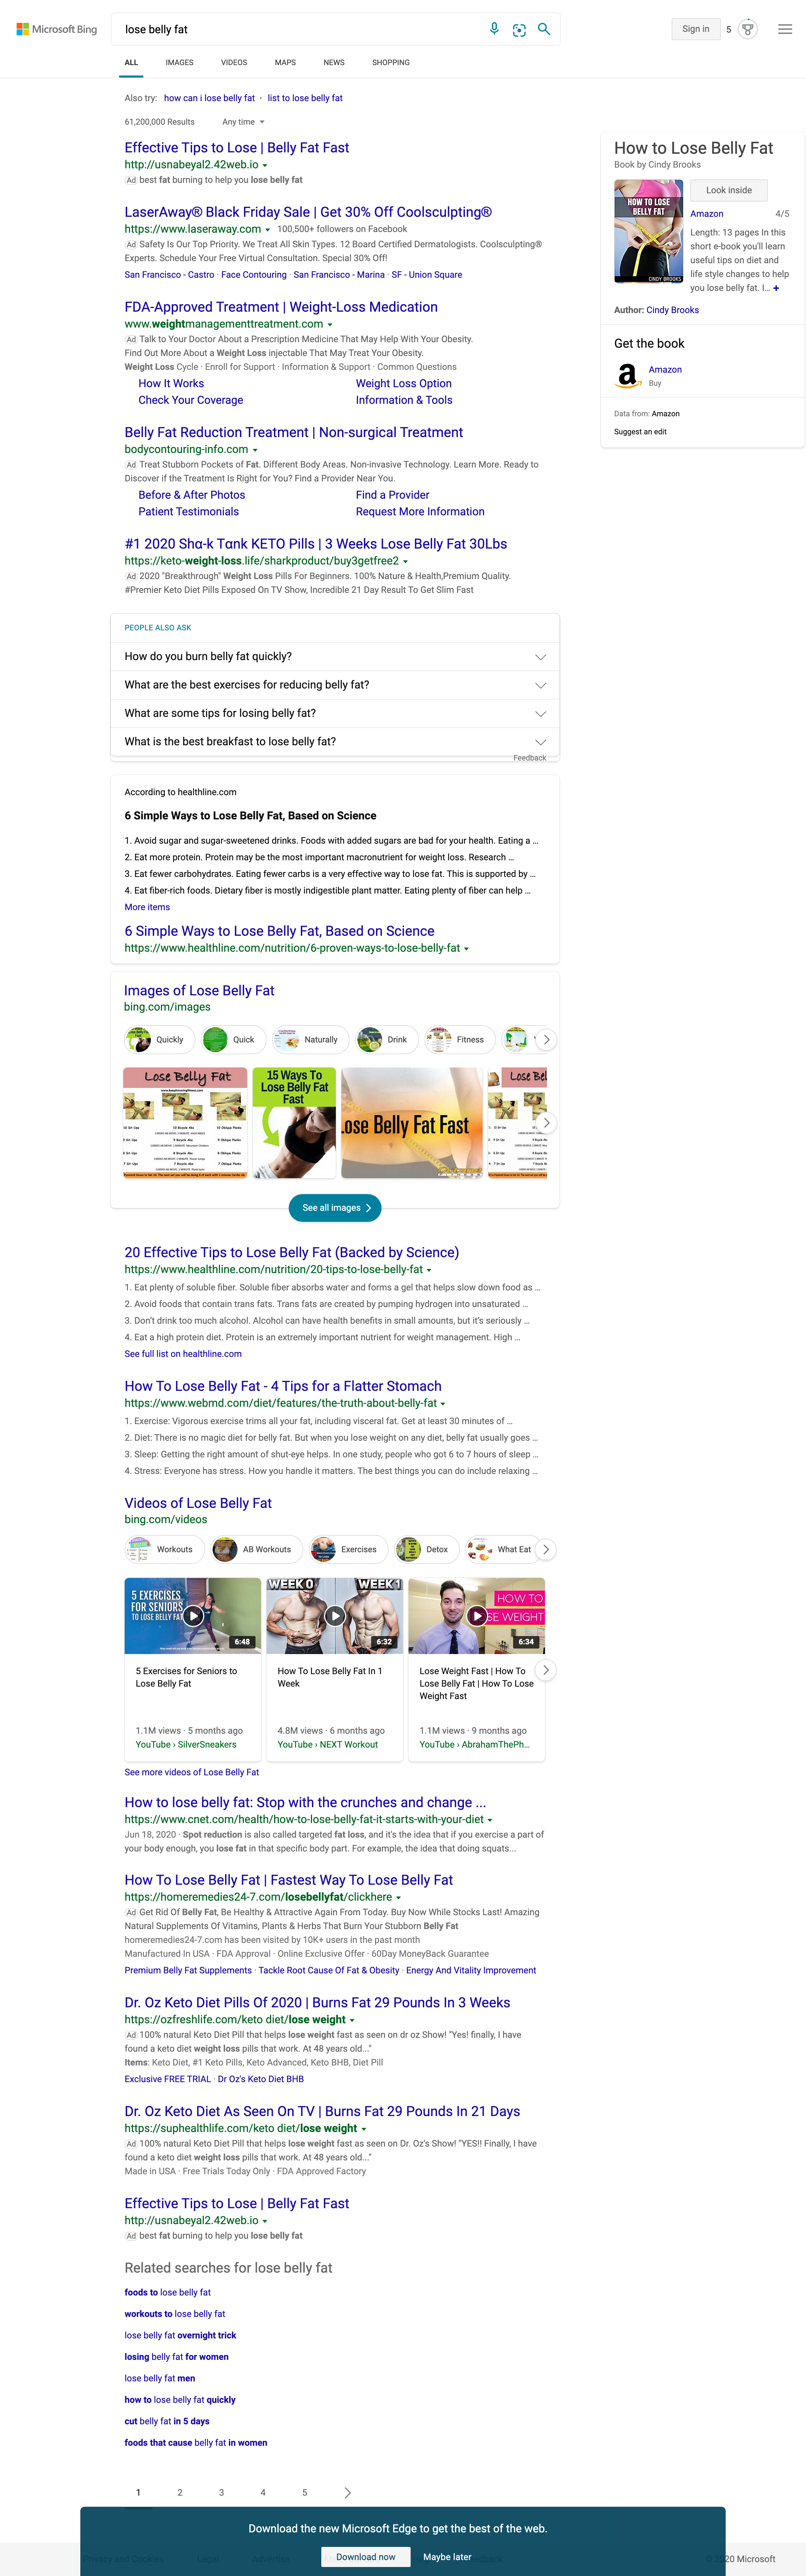 Microsoft Bing
lose belly fat
Sign in
5
ALL
IMAGES
VIDEOS
MAPS
NEWS
SHOPPING
Also try: how can i lose belly fat · list to lose belly fat
61,200,000 Results
Any time
Effective Tips to Lose | Belly Fat Fast
http://usnabeyal2.42web.io
Ad best fat burning to help you lose belly fat
LaserAway® Black Friday Sale | Get 30% Off Coolsculpting®
https://www.laseraway.com 100,500+ followers on Facebook
Ad Safety Is Our Top Priority. We Treat All Skin Types. 12 Board Certified Dermatologists. Coolsculpting®
Experts. Schedule Your Free Virtual Consultation. Special 30% Off!
San Francisco - Castro · Face Contouring · San Francisco - Marina · SF - Union Square
FDA-Approved Treatment | Weight-Loss Medication
www.weightmanagementtreatment.com
Ad Talk to Your Doctor About a Prescription Medicine That May Help With Your Obesity.
Find Out More About a Weight Loss injectable That May Treat Your Obesity.
Weight Loss Cycle · Enroll for Support · Information & Support · Common Questions
How It Works
Weight Loss Option
Check Your Coverage
Information & Tools
Belly Fat Reduction Treatment | Non-surgical Treatment
bodycontouring-info.com
Ad Treat Stubborn Pockets of Fat. Different Body Areas. Non-invasive Technology. Learn More. Ready to
Discover if the Treatment Is Right for You? Find a Provider Near You.
Before & After Photos
Find a Provider
Patient Testimonials
Request More Information
#1 2020 Shɑ-k Tɑnk KETO Pills | 3 Weeks Lose Belly Fat 30Lbs
https://keto-weight-loss.life/sharkproduct/buy3getfree2
Ad 2020 "Breakthrough" Weight Loss Pills For Beginners. 100% Nature & Health,Premium Quality.
#Premier Keto Diet Pills Exposed On TV Show, Incredible 21 Day Result To Get Slim Fast
PEOPLE ALSO ASK
How do you burn belly fat quickly?
What are the best exercises for reducing belly fat?
What are some tips for losing belly fat?
What is the best breakfast to lose belly fat?
Feedback
According to healthline.com
6 Simple Ways to Lose Belly Fat, Based on Science
1. Avoid sugar and sugar-sweetened drinks. Foods with added sugars are bad for your health. Eating a ...
2. Eat more protein. Protein may be the most important macronutrient for weight loss. Research ...
3. Eat fewer carbohydrates. Eating fewer carbs is a very effective way to lose fat. This is supported by ...
4. Eat fiber-rich foods. Dietary fiber is mostly indigestible plant matter. Eating plenty of fiber can help ...
More items
6 Simple Ways to Lose Belly Fat, Based on Science
https://www.healthline.com/nutrition/6-proven-ways-to-lose-belly-fat
Images of Lose Belly Fat
bing.com/images
Quickly
Quick
Naturally
Drink
Fitness
Lose Belly Fat
15 Ways To
Lose Belly Fat
Fast
ose Belly Fat Fast
Lose Be
See all images
20 Effective Tips to Lose Belly Fat (Backed by Science)
https://www.healthline.com/nutrition/20-tips-to-lose-belly-fat
1. Eat plenty of soluble fiber. Soluble fiber absorbs water and forms a gel that helps slow down food as ...
2. Avoid foods that contain trans fats. Trans fats are created by pumping hydrogen into unsaturated ...
3. Don't drink too much alcohol. Alcohol can have health benefits in small amounts, but it's seriously ...
4. Eat a high protein diet. Protein is an extremely important nutrient for weight management. High ...
See full list on healthline.com
How To Lose Belly Fat - 4 Tips for a Flatter Stomach
https://www.webmd.com/diet/features/the-truth-about-belly-fat
1. Exercise: Vigorous exercise trims all your fat, including visceral fat. Get at least 30 minutes of ...
2. Diet: There is no magic diet for belly fat. But when you lose weight on any diet, belly fat usually goes ...
3. Sleep: Getting the right amount of shut-eye helps. In one study, people who got 6 to 7 hours of sleep ...
4. Stress: Everyone has stress. How you handle it matters. The best things you can do include relaxing ...
Videos of Lose Belly Fat
bing.com/videos
Workouts
AB Workouts
Exercises
Detox
What Eat
5 EXERCISES
FOR SENIORS
TO LOSE BELLY FAT
6:48
WEEK 0
WEEK 1
6:32
HOW TO
SE WEIGHT
6:34
5 Exercises for Seniors to
Lose Belly Fat
1.1M views · 5 months ago
YouTube › SilverSneakers
How To Lose Belly Fat In 1
Week
4.8M views · 6 months ago
YouTube › NEXT Workout
Lose Weight Fast | How To
Lose Belly Fat | How To Lose
Weight Fast
1.1M views · 9 months ago
YouTube › AbrahamThePh...
See more videos of Lose Belly Fat
How to lose belly fat: Stop with the crunches and change ...
https://www.cnet.com/health/how-to-lose-belly-fat-it-starts-with-your-diet
Jun 18, 2020 · Spot reduction is also called targeted fat loss, and it's the idea that if you exercise a part of
your body enough, you lose fat in that specific body part. For example, the idea that doing squats...
How To Lose Belly Fat | Fastest Way To Lose Belly Fat
https://homeremedies24-7.com/losebellyfat/clickhere
Ad Get Rid Of Belly Fat, Be Healthy & Attractive Again From Today. Buy Now While Stocks Last! Amazing
Natural Supplements Of Vitamins, Plants & Herbs That Burn Your Stubborn Belly Fat
homeremedies24-7.com has been visited by 10K+ users in the past month
Manufactured In USA · FDA Approval · Online Exclusive Offer · 60Day MoneyBack Guarantee
Premium Belly Fat Supplements · Tackle Root Cause Of Fat & Obesity · Energy And Vitality Improvement
Dr. Oz Keto Diet Pills Of 2020 | Burns Fat 29 Pounds In 3 Weeks
https://ozfreshlife.com/keto diet/lose weight
Ad 100% natural Keto Diet Pill that helps lose weight fast as seen on dr oz Show! "Yes! finally, I have
found a keto diet weight loss pills that work. At 48 years old..."
Items: Keto Diet, #1 Keto Pills, Keto Advanced, Keto BHB, Diet Pill
Exclusive FREE TRIAL · Dr Oz's Keto Diet BHB
Dr. Oz Keto Diet As Seen On TV | Burns Fat 29 Pounds In 21 Days
https://suphealthlife.com/keto diet/lose weight
Ad 100% natural Keto Diet Pill that helps lose weight fast as seen on Dr. Oz's Show! "YES!! Finally, I have
found a keto diet weight loss pills that work. At 48 years old..."
Made in USA · Free Trials Today Only · FDA Approved Factory
Effective Tips to Lose | Belly Fat Fast
http://usnabeyal2.42web.io
Ad best fat burning to help you lose belly fat
Related searches for lose belly fat
foods to lose belly fat
workouts to lose belly fat
lose belly fat overnight trick
losing belly fat for women
lose belly fat men
how to lose belly fat quickly
cut belly fat in 5 days
foods that cause belly fat in women
1 2 3 4 5
How to Lose Belly Fat
Book by Cindy Brooks
HOW TO LOSE
BELLY FAT
CINDY BROOKS
Look inside
Amazon 4/5
Length: 13 pages In this
short e-book you'll learn
useful tips on diet and
life style changes to help
you lose belly fat. I... +
Author: Cindy Brooks
Get the book
a
Amazon
Buy
Data from: Amazon
Suggest an edit
Download the new Microsoft Edge to get the best of the web.
Download now
Maybe later
20 Microsoft